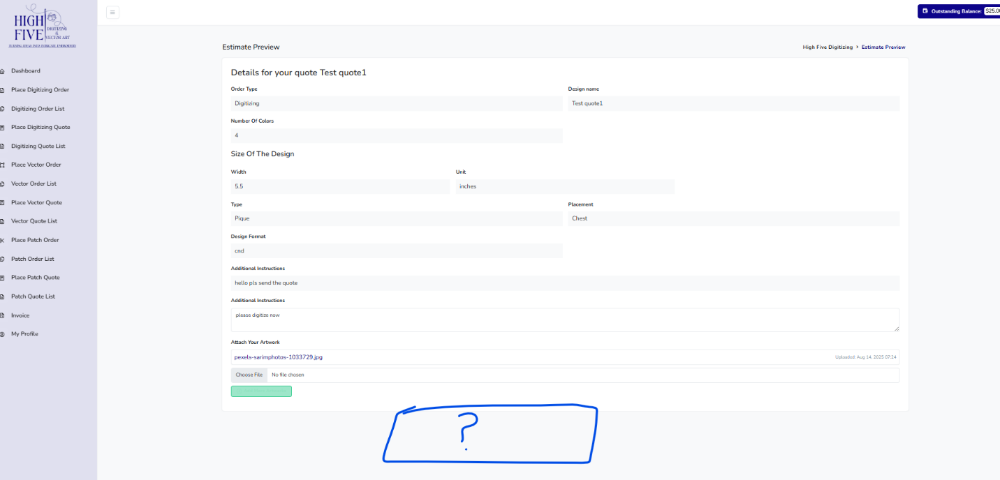 HIGH FIVE
DIGITIZING & VECTOR ART
TURNING IDEAS INTO INTRICATE EMBROIDERY
Outstanding Balance: $25.00
Dashboard
Place Digitizing Order
Digitizing Order List
Place Digitizing Quote
Digitizing Quote List
Place Vector Order
Vector Order List
Place Vector Quote
Vector Quote List
Place Patch Order
Patch Order List
Place Patch Quote
Patch Quote List
Invoice
My Profile
Estimate Preview
High Five Digitizing > Estimate Preview
Details for your quote Test quote1
Order Type
Digitizing
Design name
Test quote1
Number Of Colors
4
Size Of The Design
Width
5.5
Unit
inches
Type
Pique
Placement
Chest
Design Format
cnd
Additional Instructions
hello pls send the quote
Additional Instructions
please digitize now
Attach Your Artwork
pexels-sarimphotos-1033729.jpg
Uploaded: Aug 14, 2025 07:24
Choose File No file chosen
?